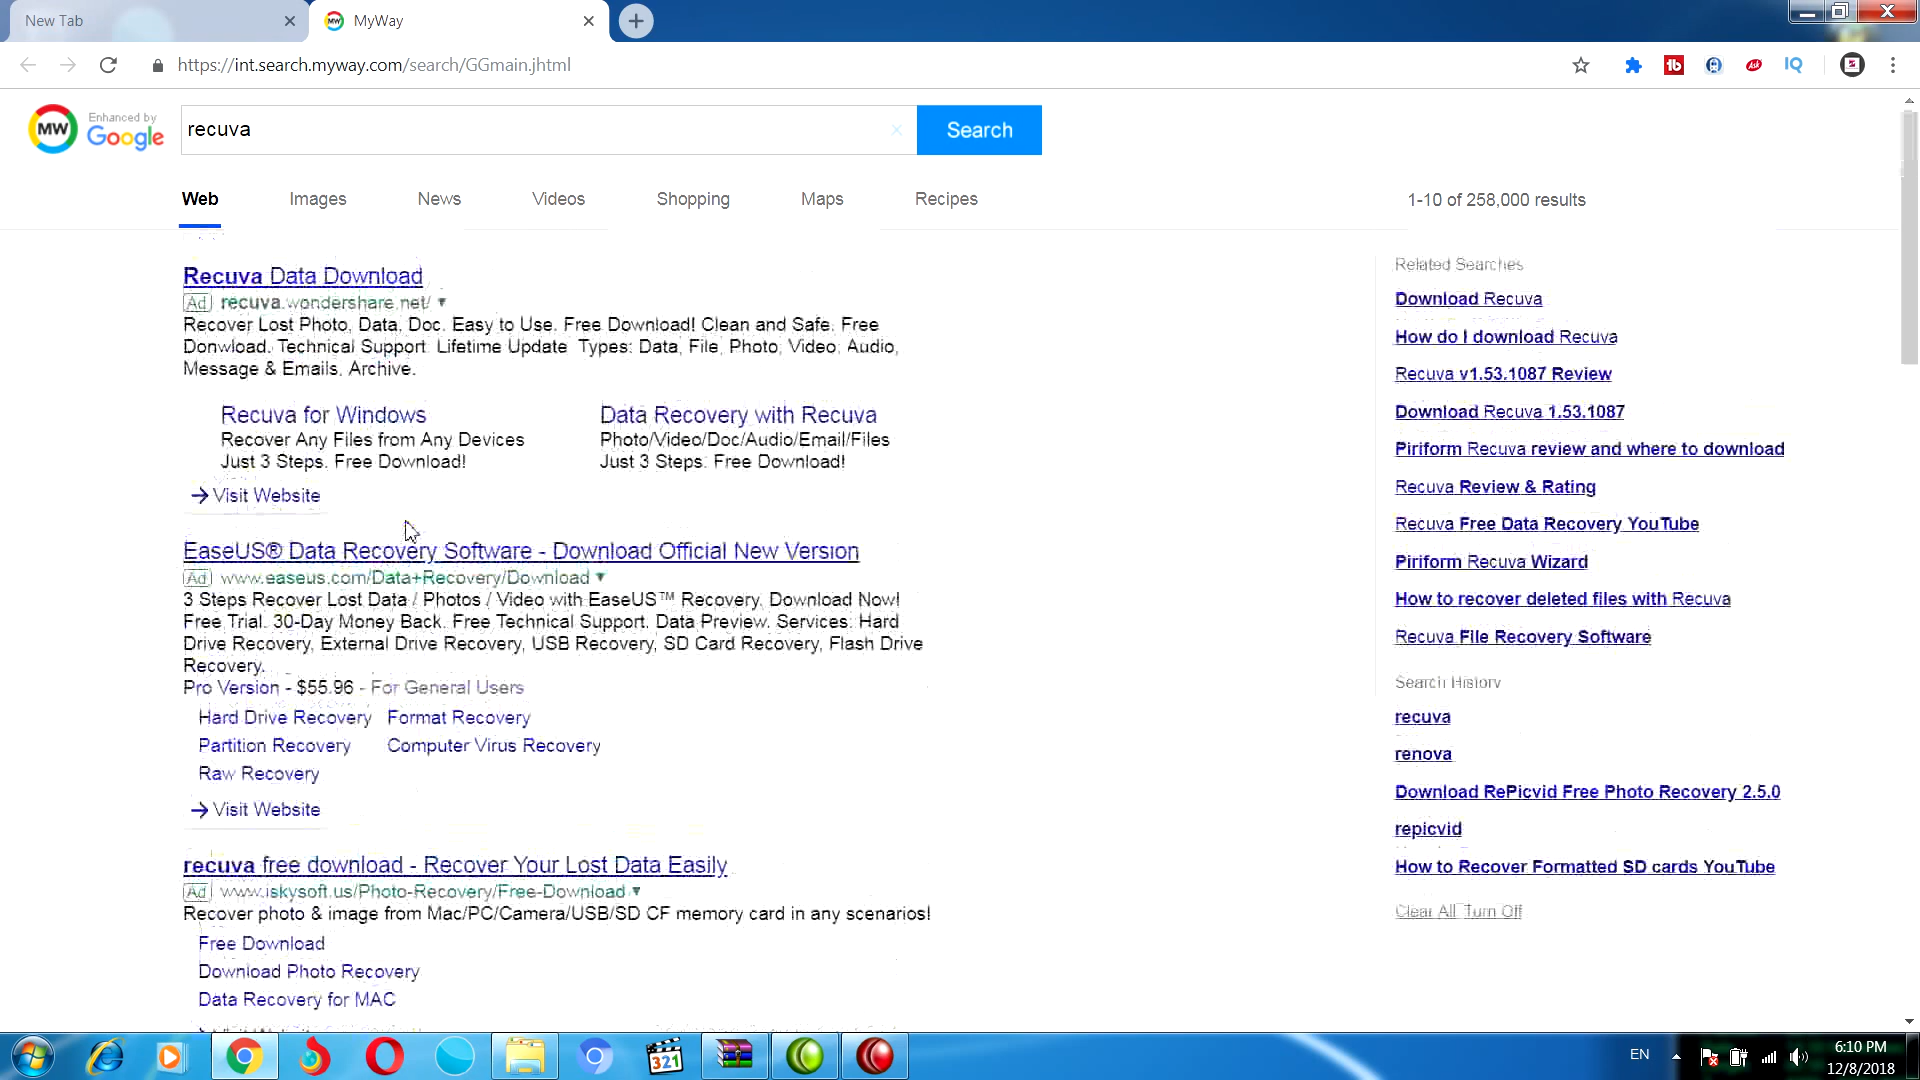 New Tab
MyWay
https://int.search.myway.com/search/GGmain.jhtml
MW
Enhanced by
Google
recuva
Search
Web Images News Videos Shopping Maps Recipes
1-10 of 258,000 results
Recuva Data Download
Ad recuva.wondershare.net/
Recover Lost Photo, Data, Doc. Easy to Use. Free Download! Clean and Safe. Free
Donwload. Technical Support. Lifetime Update. Types: Data, File, Photo, Video, Audio,
Message & Emails, Archive.
Recuva for Windows
Recover Any Files from Any Devices
Just 3 Steps. Free Download!
Data Recovery with Recuva
Photo/Video/Doc/Audio/Email/Files
Just 3 Steps. Free Download!
Visit Website
EaseUS® Data Recovery Software - Download Official New Version
Ad www.easeus.com/Data+Recovery/Download
3 Steps Recover Lost Data / Photos / Video with EaseUS™ Recovery, Download Now!
Free Trial. 30-Day Money Back. Free Technical Support. Data Preview. Services: Hard
Drive Recovery, External Drive Recovery, USB Recovery, SD Card Recovery, Flash Drive
Recovery.
Pro Version - $55.96 - For General Users
Hard Drive Recovery Format Recovery
Partition Recovery Computer Virus Recovery
Raw Recovery
Visit Website
recuva free download - Recover Your Lost Data Easily
Ad www.iskysoft.us/Photo-Recovery/Free-Download
Recover photo & image from Mac/PC/Camera/USB/SD CF memory card in any scenarios!
Free Download
Download Photo Recovery
Data Recovery for MAC
Related Searches
Download Recuva
How do I download Recuva
Recuva v1.53.1087 Review
Download Recuva 1.53.1087
Piriform Recuva review and where to download
Recuva Review & Rating
Recuva Free Data Recovery YouTube
Piriform Recuva Wizard
How to recover deleted files with Recuva
Recuva File Recovery Software
Search History
recuva
renova
Download RePicvid Free Photo Recovery 2.5.0
repicvid
How to Recover Formatted SD cards YouTube
Clear All Turn Off
321
EN
6:10 PM
12/8/2018